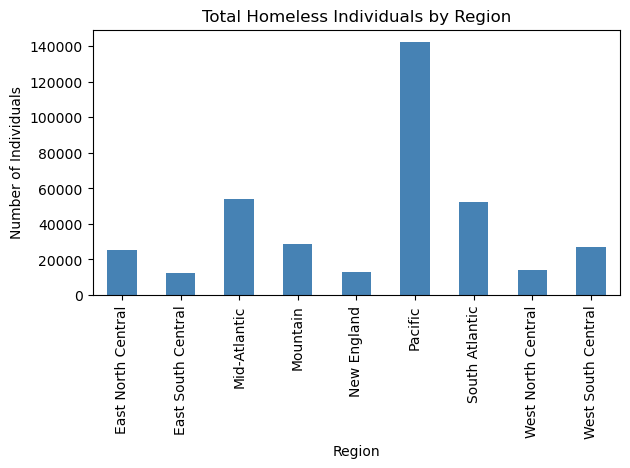 Total Homeless Individuals by Region
Number of Individuals
140000
120000
100000
80000
60000
40000
20000
0
East North Central
East South Central
Mid-Atlantic
Mountain
New England
Pacific
South Atlantic
West North Central
West South Central
Region